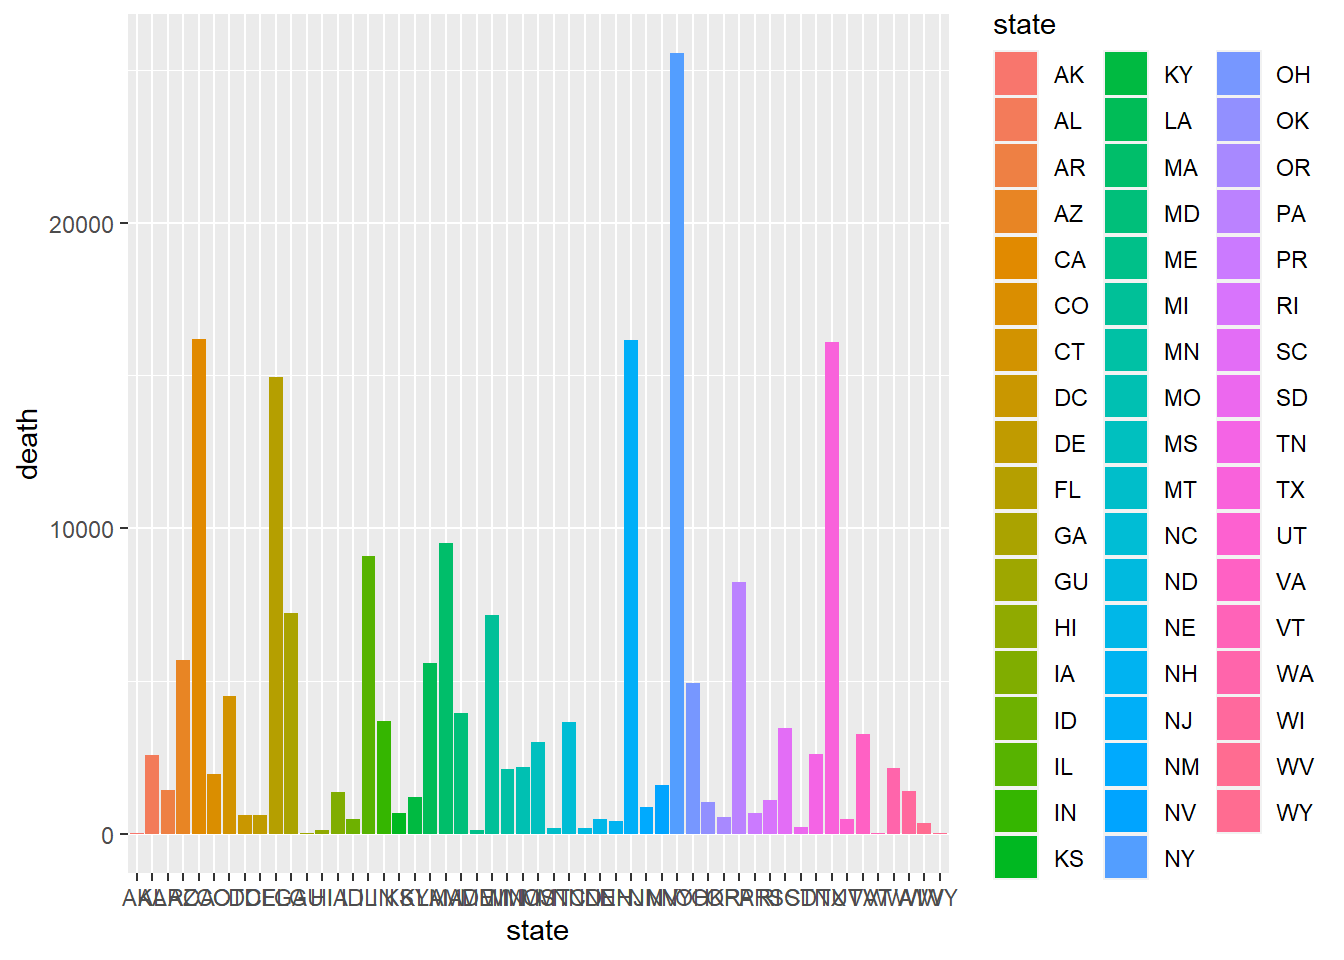 state
AK KY OH
AL LA OK
AR MA OR
AZ MD PA
CA ME PR
CO MI RI
CT MN SC
DC MO SD
DE MS TN
FL MT TX
GA NC UT
GU ND VA
HI NE VT
IA NH WA
ID NJ WI
IL NM WV
IN NV WY
KS NY
death
20000
10000
0
state